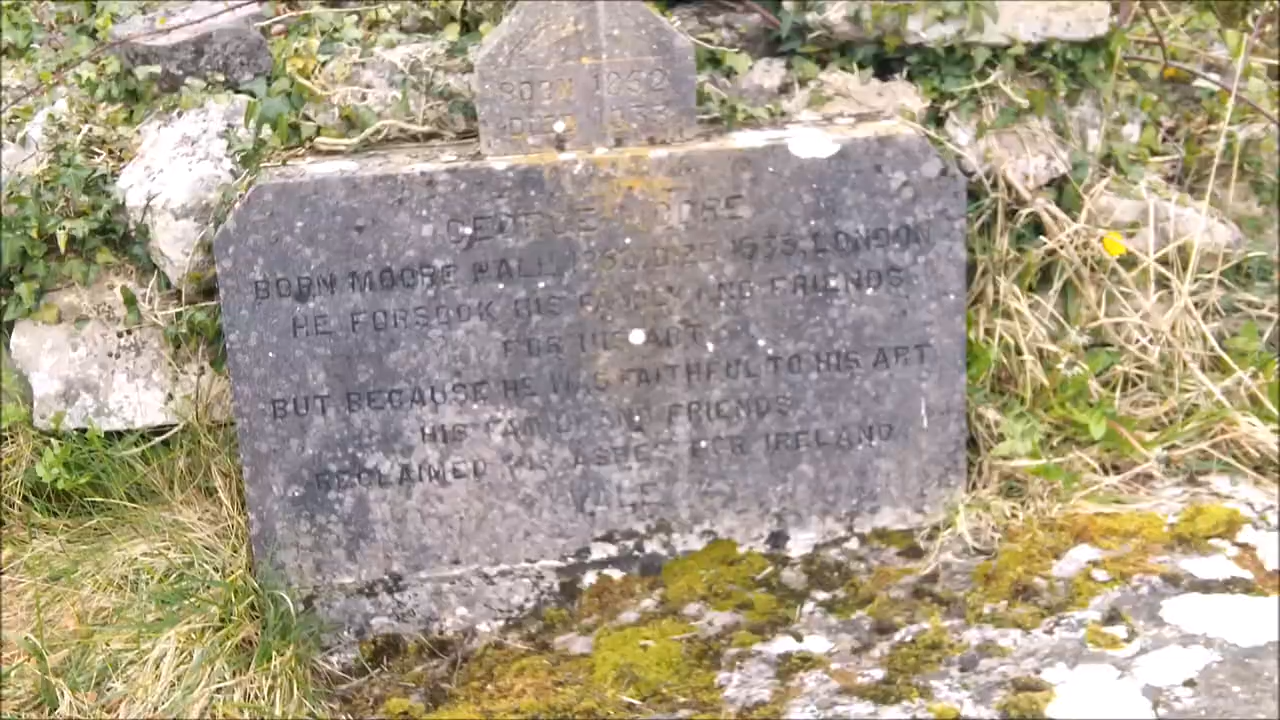 BORN 1852
DIED 1933
GEORGE MOORE
BORN MOORE HALL 1852 DIED 1933, LONDON
HE FORSOOK HIS FAMILY AND FRIENDS
FOR HIS ART
BUT BECAUSE HE WAS FAITHFUL TO HIS ART
HIS FAMILY AND FRIENDS
RECLAIMED HIS ASHES FOR IRELAND
VALE